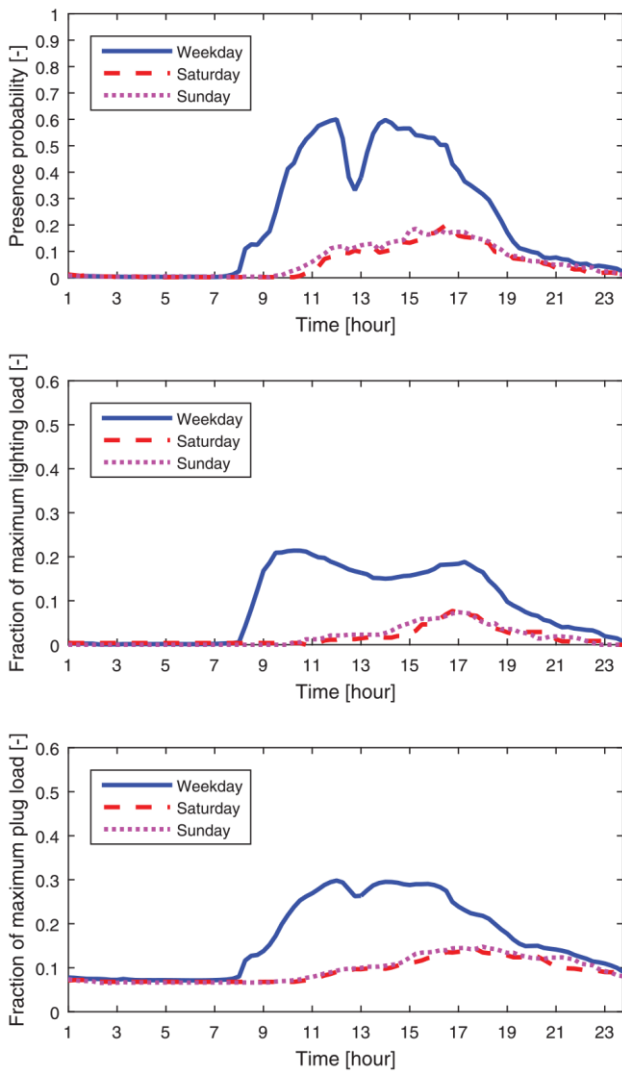 Presence probability [-]
1
0.9
0.8
0.7
0.6
0.5
0.4
0.3
0.2
0.1
0
Weekday
Saturday
Sunday
1 3 5 7 9 11 13 15 17 19 21 23
Time [hour]
Fraction of maximum lighting load [-]
0.6
0.5
0.4
0.3
0.2
0.1
0
Weekday
Saturday
Sunday
1 3 5 7 9 11 13 15 17 19 21 23
Time [hour]
Fraction of maximum plug load [-]
0.6
0.5
0.4
0.3
0.2
0.1
0
Weekday
Saturday
Sunday
1 3 5 7 9 11 13 15 17 19 21 23
Time [hour]